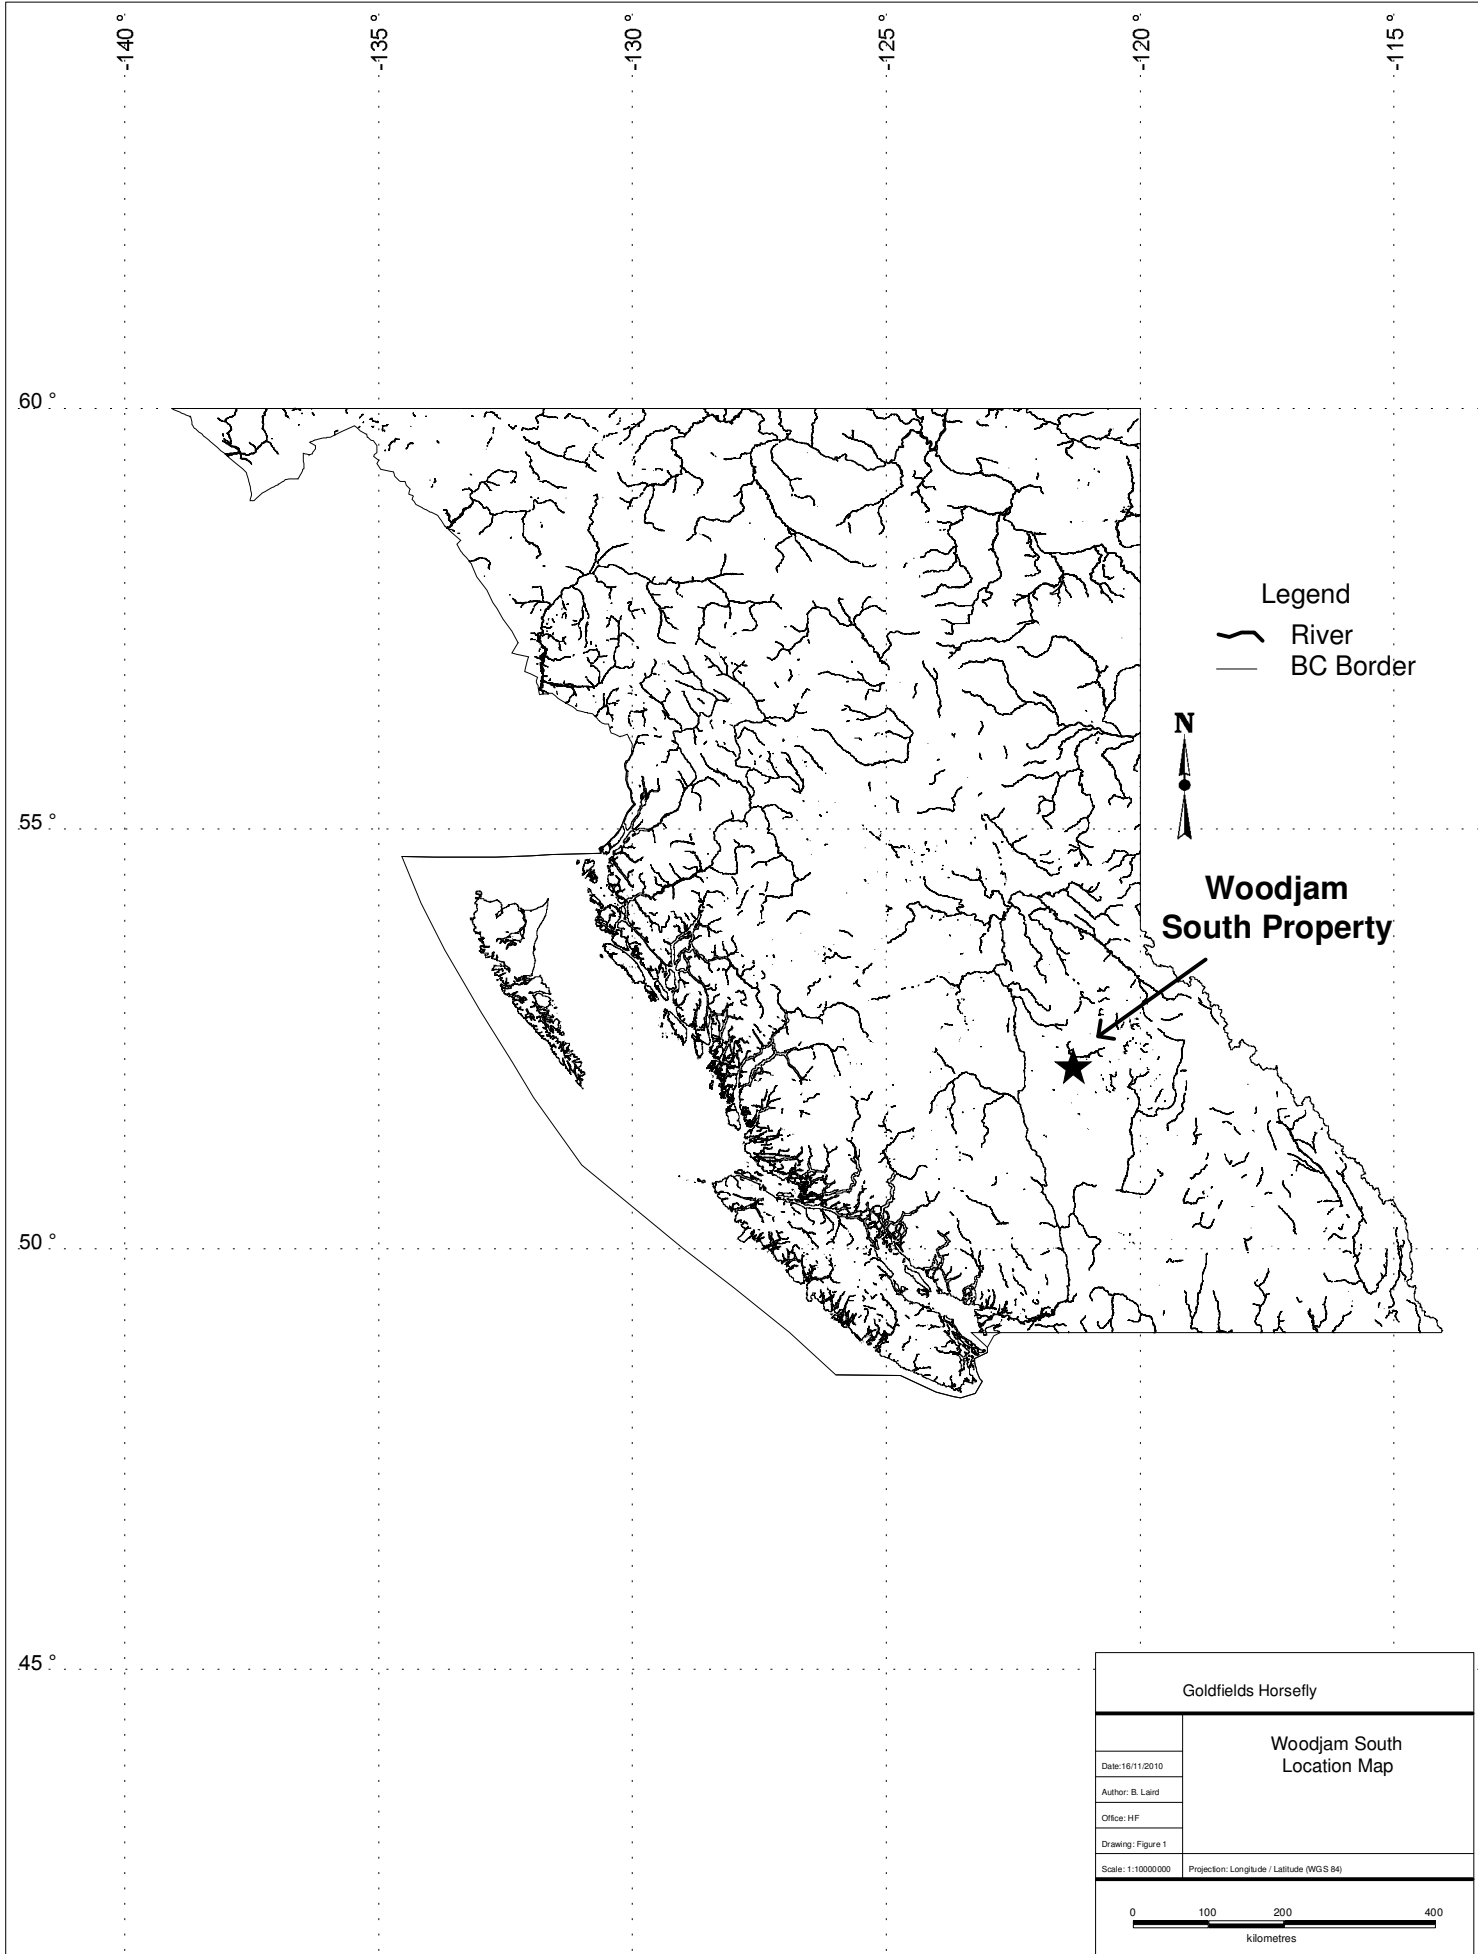 -140 °
-135 °
-130 °
-125 °
-120 °
-115 °
60 °
Legend
River
BC Border
N
55 °
Woodjam
South Property
50 °
45 °
Goldfields Horsefly
Woodjam South
Location Map
Date:16/11/2010
Author: B. Laird
Office: HF
Drawing: Figure 1
Scale: 1:10000000
Projection: Longitude / Latitude (WGS 84)
0 100 200 400
kilometres